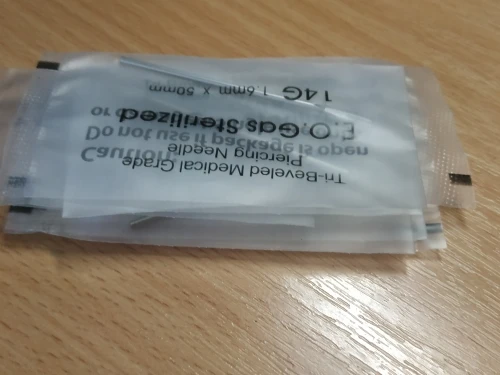 Tri-Beveled Medical Grade
Piercing Needle
Caution:
Do not use if package is open
or
E.O.Gas Sterilized
14G 1.6mm x 50mm